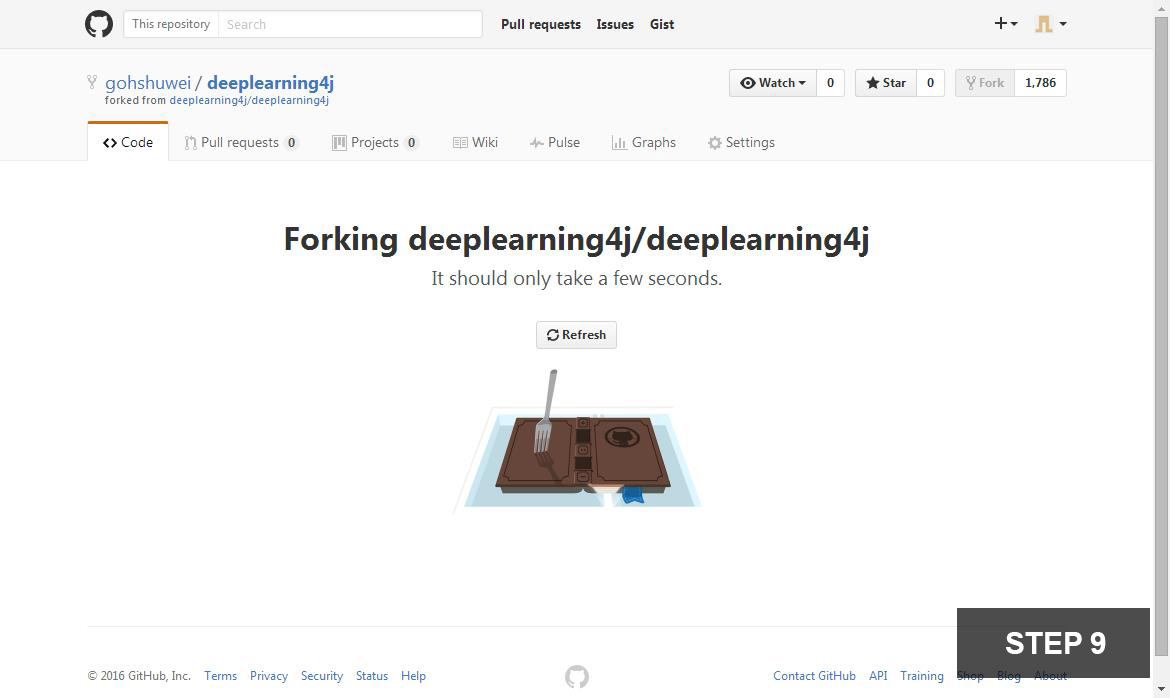 This repository Search Pull requests Issues Gist
gohshuwei / deeplearning4j Watch 0 Star 0 Fork 1,786
forked from deeplearning4j/deeplearning4j
Code Pull requests 0 Projects 0 Wiki Pulse Graphs Settings
Forking deeplearning4j/deeplearning4j
It should only take a few seconds.
Refresh
STEP 9
© 2016 GitHub, Inc. Terms Privacy Security Status Help Contact GitHub API Training Shop Blog About